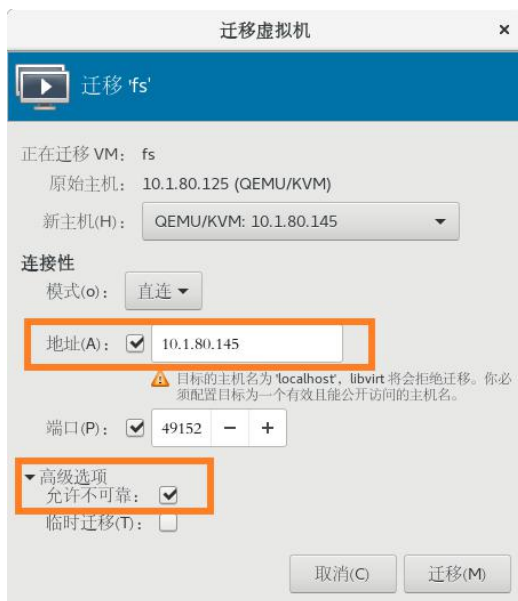 迁移虚拟机 ×
迁移 'fs'
正在迁移 VM： fs
原始主机： 10.1.80.125 (QEMU/KVM)
新主机(H)： QEMU/KVM: 10.1.80.145
连接性
模式(o)： 直连
地址(A)： 10.1.80.145
目标的主机名为 'localhost'，libvirt 将会拒绝迁移。你必
须配置目标为一个有效且能公开访问的主机名。
端口(P)： 49152 − +
高级选项
允许不可靠：
临时迁移(T)：
取消(C) 迁移(M)